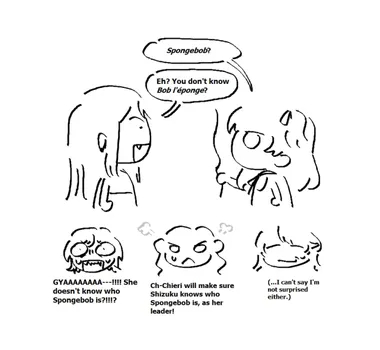 Spongebob?
Eh? You don't know
Bob l'éponge?
GYAAAAAAAA---!!!! She
doesn't know who
Spongebob is?!!!?
Ch-Chieri will make sure
Shizuku knows who
Spongebob is, as her
leader!
(...I can't say I'm
not surprised
either.)